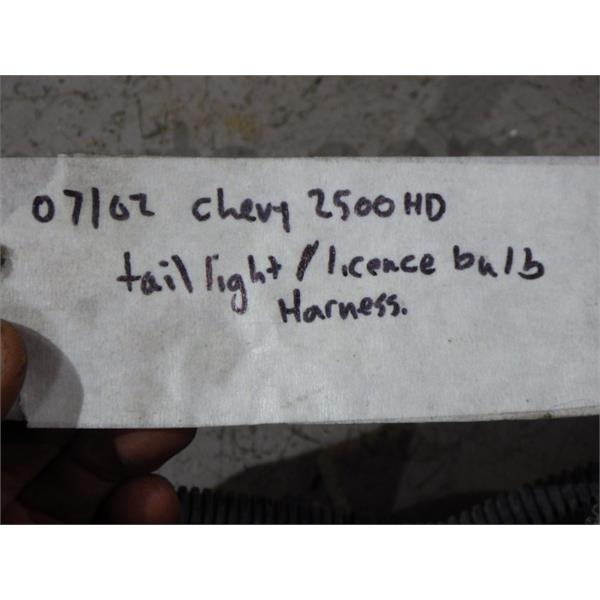 07/02 chevy 2500HD
tail light/licence bulb
Harness.